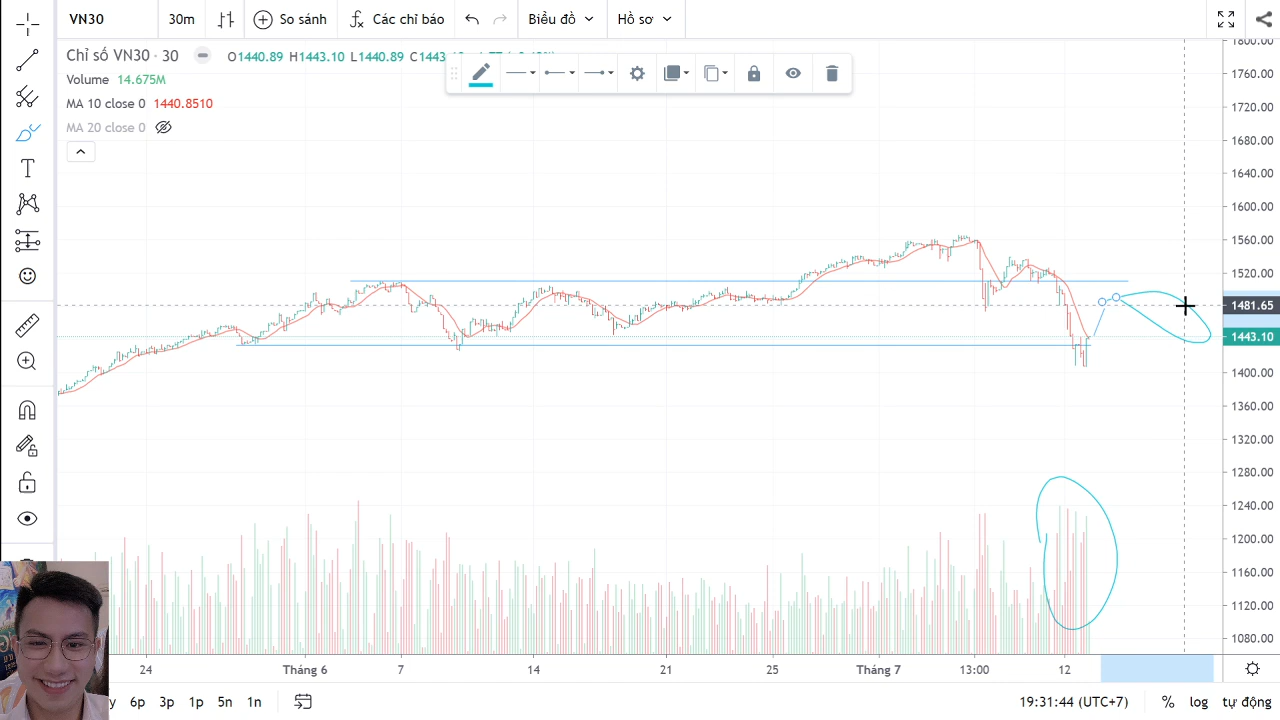 VN30 30m So sánh Các chỉ báo Biểu đồ Hồ sơ
Chỉ số VN30 · 30 O1440.89 H1443.10 L1440.89 C1443
Volume 14.675M
MA 10 close 0 1440.8510
MA 20 close 0
1800.00
1760.00
1720.00
1680.00
1640.00
1600.00
1560.00
1520.00
1481.65
1443.10
1400.00
1360.00
1320.00
1280.00
1240.00
1200.00
1160.00
1120.00
1080.00
24 Tháng 6 7 14 21 25 Tháng 7 13:00 12
y 6p 3p 1p 5n 1n 19:31:44 (UTC+7) % log tự động